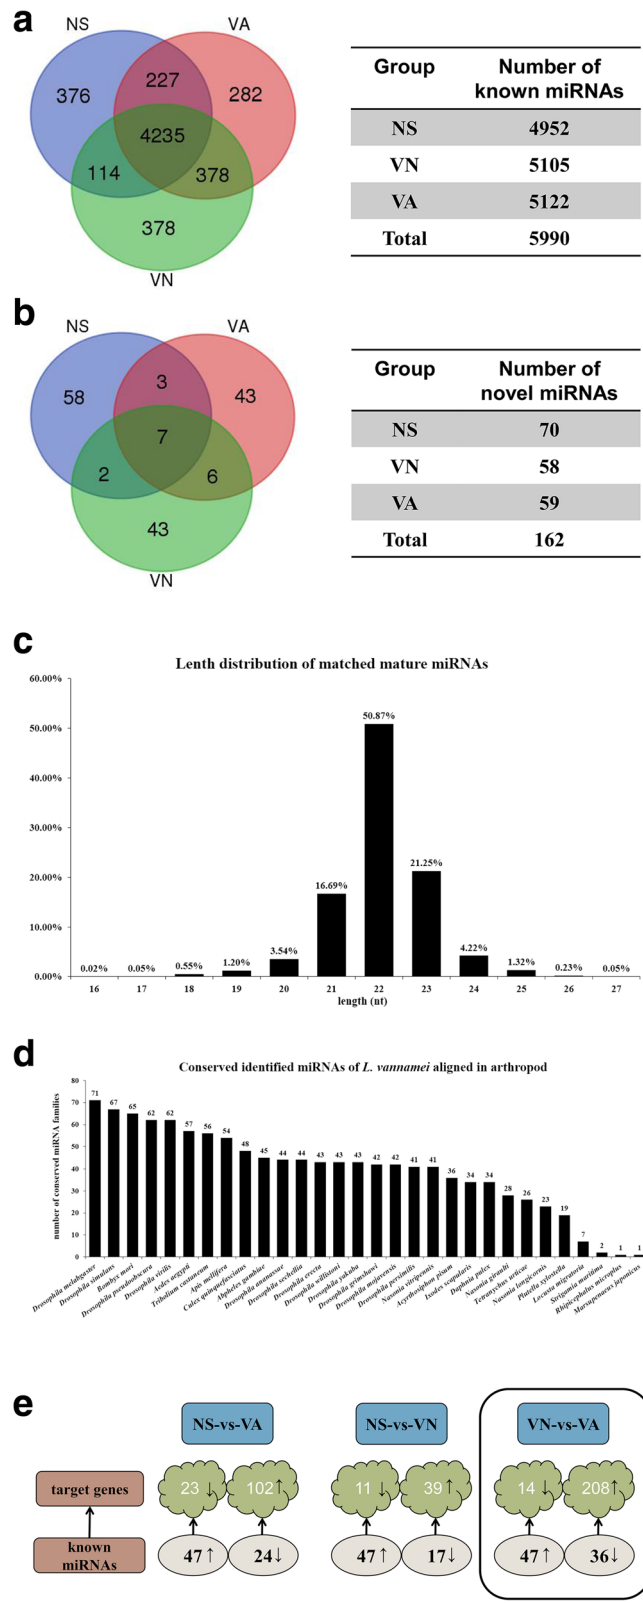 a
NS
VA
376
227
282
4235
114
378
378
VN
Group Number of known miRNAs
NS 4952
VN 5105
VA 5122
Total 5990
b
NS
VA
58
3
43
7
2
6
43
VN
Group Number of novel miRNAs
NS 70
VN 58
VA 59
Total 162
c
Lenth distribution of matched mature miRNAs
60.00%
50.00%
40.00%
30.00%
20.00%
10.00%
0.00%
0.02% 0.05% 0.55% 1.20% 3.54% 16.69% 50.87% 21.25% 4.22% 1.32% 0.23% 0.05%
16 17 18 19 20 21 22 23 24 25 26 27
length (nt)
d
Conserved identified miRNAs of L. vannamei aligned in arthropod
number of conserved miRNA families
80
70
60
50
40
30
20
10
0
71 67 65 62 62 57 56 54 48 45 44 44 43 43 43 42 42 41 41 36 34 34 28 26 23 19 7 2 1 1
Drosophila simulans
Bombyx mori
Drosophila pseudoobscura
Drosophila virilis
Aedes aegypti
Tribolium castaneum
Apis mellifera
Culex quinquefasciatus
gambiae
Drosophila ananassae
Drosophila sechellia
Drosophila erecta
Drosophila willistoni
Drosophila yakuba
Drosophila grimshawi
Drosophila mojavensis
Drosophila persimilis
Nasonia vitripennis
Acyrthosiphon pisum
Ixodes scapularis
Daphnia pulex
Nasonia giraulti
Tetranychus urticae
Nasonia longicornis
xylostella
Locusta migratoria
Strigamia maritima
Rhipicephalus microplus
japonicus
e
NS-vs-VA
NS-vs-VN
VN-vs-VA
target genes
23↓ 102↑ 11↓ 39↑ 14↓ 208↑
known miRNAs
47↑ 24↓ 47↑ 17↓ 47↑ 36↓